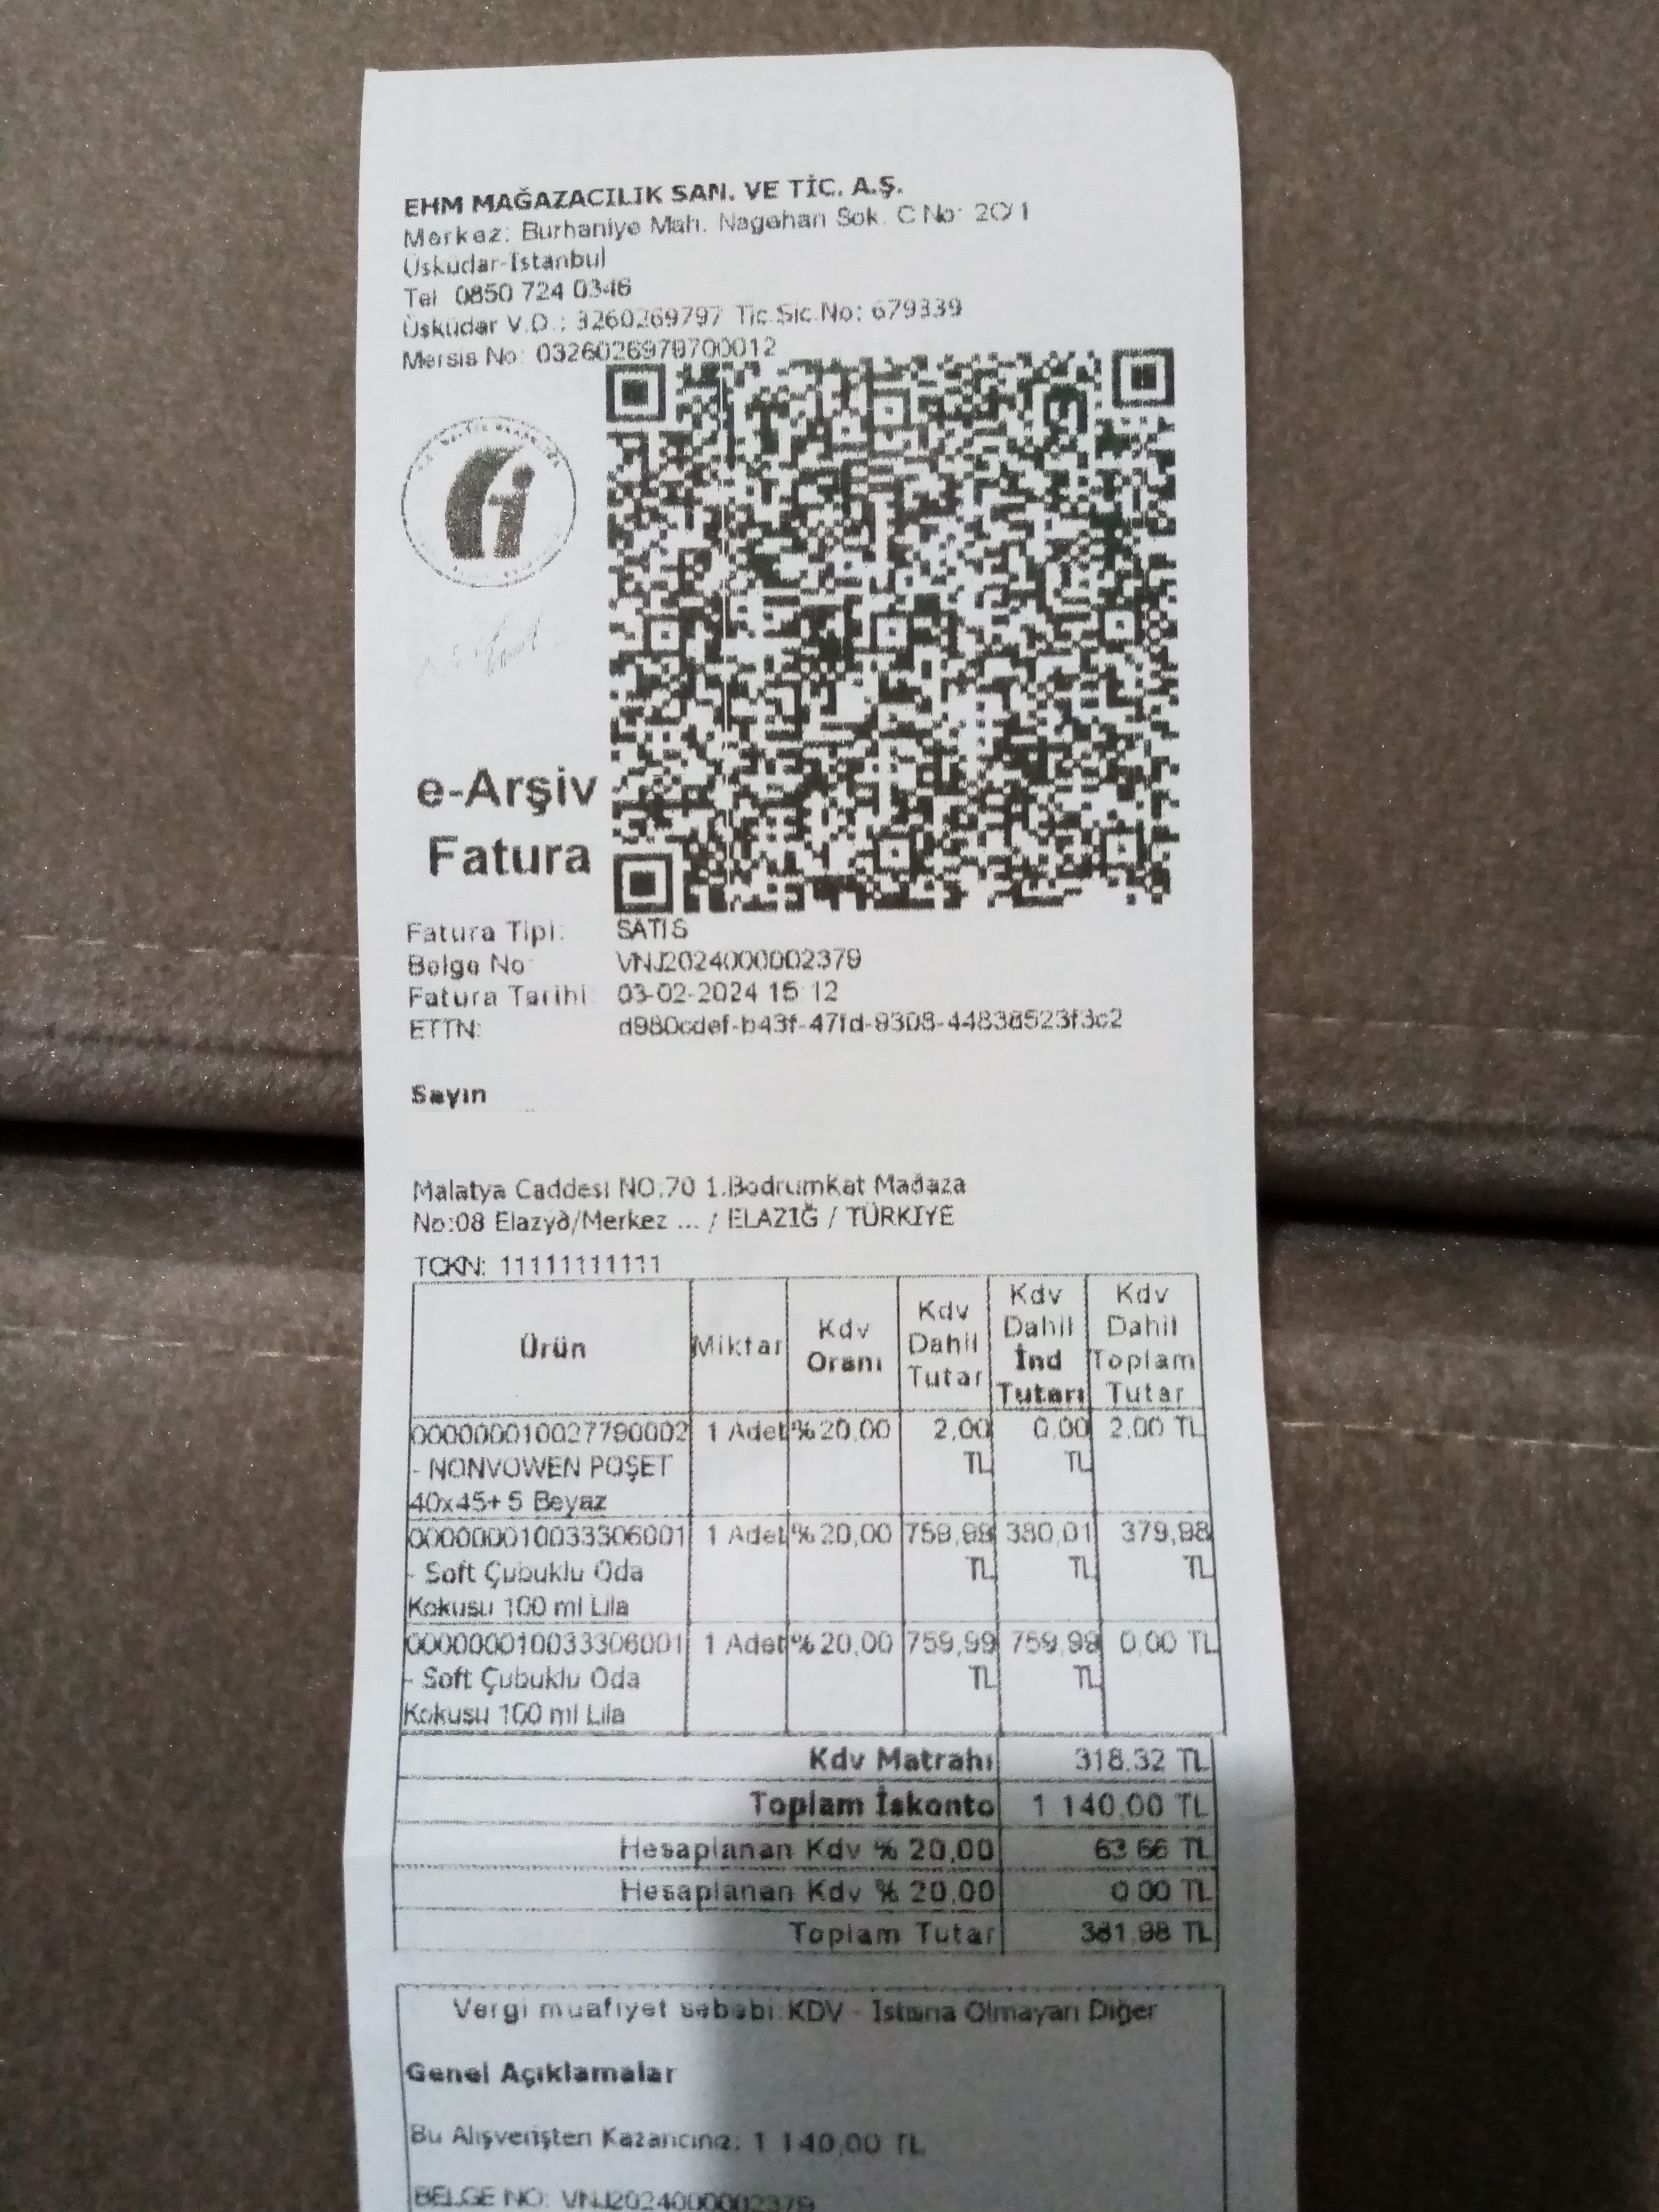 EHM MAĞAZACILIK SAN. VE TİC. A.Ş.
Merkez: Burhaniye Mah. Nagehan Sok. C No: 20/1
Üsküdar-İstanbul
Tel 0850 724 0346
Üsküdar V.D.: 3260269797 Tic.Sic.No: 679339
Mersis No: 0326026979700012
e-Arşiv
Fatura
Fatura Tipi: SATIS
Belge No: VNJ2024000002379
Fatura Tarihi: 03-02-2024 15:12
ETTN:
Sayın
Malatya Caddesi NO:70 1.BodrumKat Maðaza
No:08 Elazýð/Merkez ... / ELAZIĞ / TÜRKİYE
TCKN: 11111111111
Ürün Miktar Kdv Oranı Kdv Dahil Tutar Kdv Dahil İnd Tutarı Kdv Dahil Toplam Tutar
000000010027790002 1 Adet %20,00 2,00 0,00 2,00 TL
- NONVOWEN POŞET TL TL
40x45+5 Beyaz
000000010033306001 1 Adet %20,00 759,99 380,01 379,98
- Soft Çubuklu Oda TL TL TL
Kokusu 100 ml Lila
000000010033306001 1 Adet %20,00 759,99 759,99 0,00 TL
- Soft Çubuklu Oda TL TL
Kokusu 100 ml Lila
Kdv Matrahı 318,32 TL
Toplam İskonto 1 140,00 TL
Hesaplanan Kdv % 20,00 63,66 TL
Hesaplanan Kdv % 20,00 0,00 TL
Toplam Tutar 381,98 TL
Vergi muafiyet sebebi: KDV - İstisna Olmayan Diğer
Genel Açıklamalar
Bu Alışverişten Kazancınız: 1 140,00 TL
BELGE NO: VNJ2024000002379